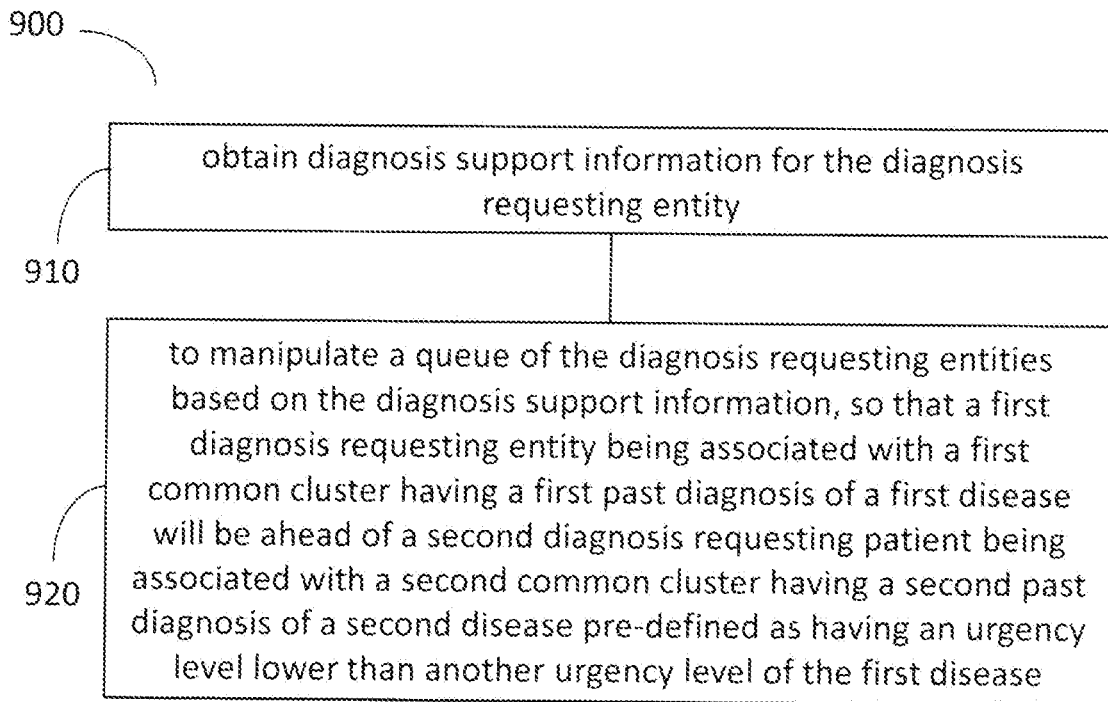 900
obtain diagnosis support information for the diagnosis
requesting entity
910
to manipulate a queue of the diagnosis requesting entities
based on the diagnosis support information, so that a first
diagnosis requesting entity being associated with a first
common cluster having a first past diagnosis of a first disease
will be ahead of a second diagnosis requesting patient being
associated with a second common cluster having a second past
diagnosis of a second disease pre-defined as having an urgency
level lower than another urgency level of the first disease
920